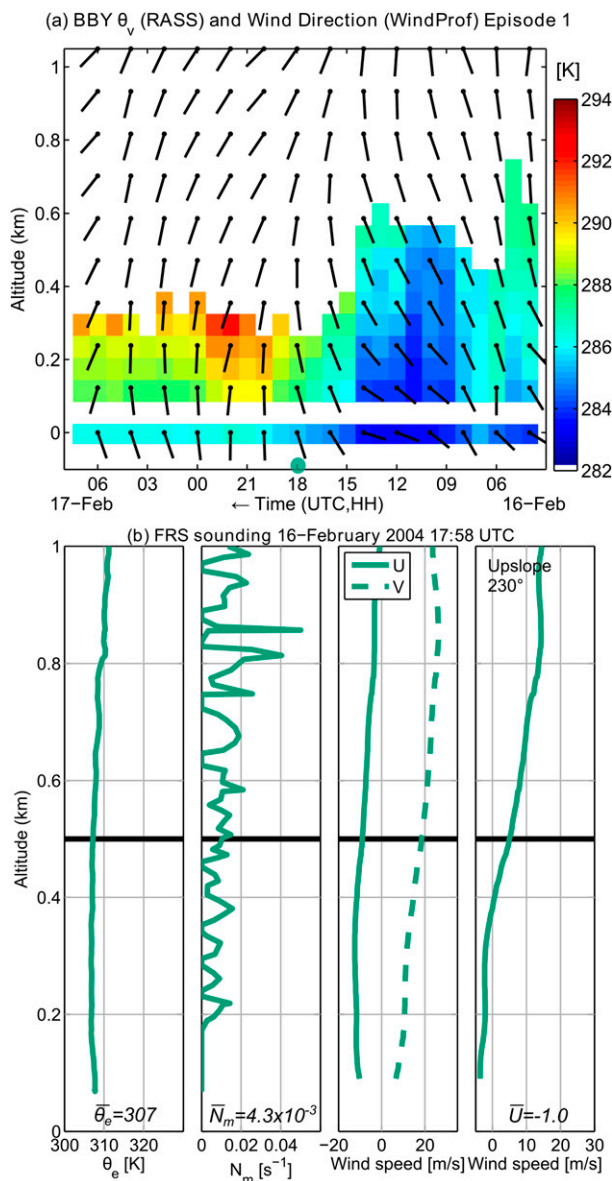 (a) BBY θv (RASS) and Wind Direction (WindProf) Episode 1
[K]
1
0.8
0.6
0.4
0.2
0
Altitude (km)
294
292
290
288
286
284
282
06 03 00 21 18 15 12 09 06
17−Feb ← Time (UTC,HH) 16−Feb
(b) FRS sounding 16−February 2004 17:58 UTC
1
0.8
0.6
0.4
0.2
Altitude (km)
U
V
Upslope
230°
θ̅e=307
N̅m=4.3x10⁻³
U̅=-1.0
300 320 0 0.02 0.04 −20 0 20 0 10 20 30
θe [K] Nm [s⁻¹] Wind speed [m/s] Wind speed [m/s]